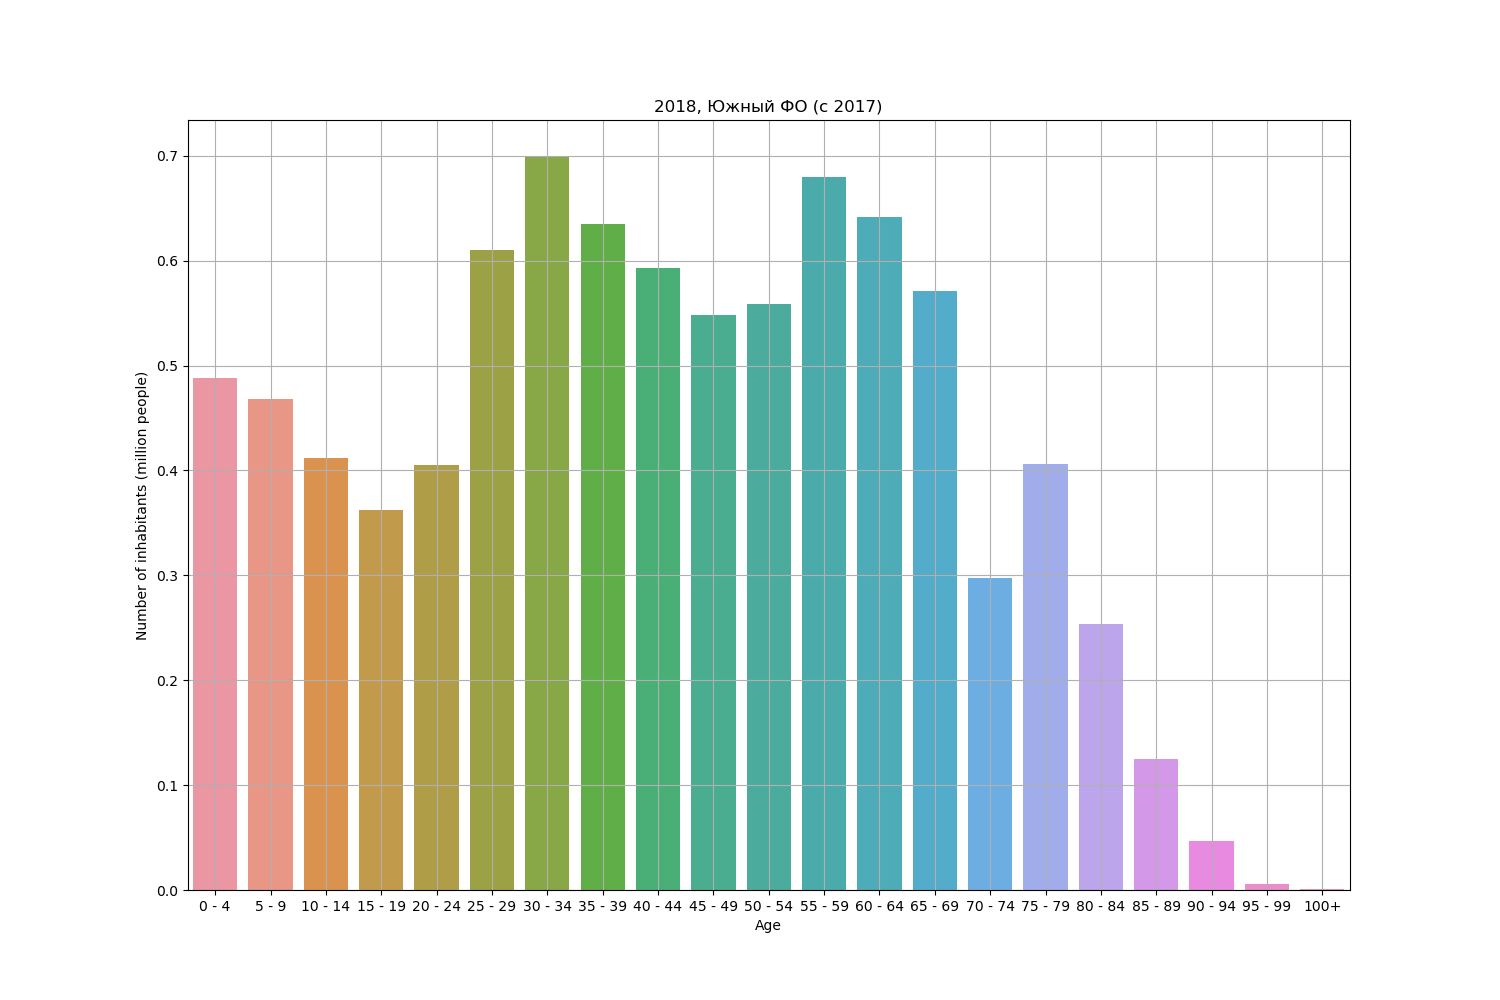 2018, Южный ФО (с 2017)
Number of inhabitants (million people)
0.7
0.6
0.5
0.4
0.3
0.2
0.1
0.0
0 - 4 5 - 9 10 - 14 15 - 19 20 - 24 25 - 29 30 - 34 35 - 39 40 - 44 45 - 49 50 - 54 55 - 59 60 - 64 65 - 69 70 - 74 75 - 79 80 - 84 85 - 89 90 - 94 95 - 99 100+
Age